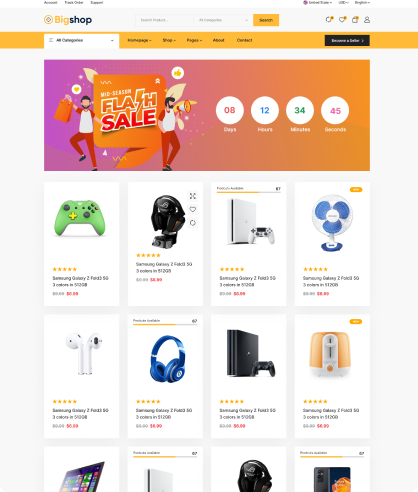 Account Track Order Support
United State USD English
Bigshop
Search Product... All Categories Search
All Categories Homepage Shop Pages About Contact Become a Seller
MID-SEASON
FLASH
SALE
08 12 34 45
Days Hours Minutes Seconds
Products Available 67
Samsung Galaxy Z Fold3 5G
3 colors in 512GB
$9.99 $6.99
Samsung Galaxy Z Fold3 5G
3 colors in 512GB
$9.99 $6.99
Samsung Galaxy Z Fold3 5G
3 colors in 512GB
$9.99 $6.99
Samsung Galaxy Z Fold3 5G
3 colors in 512GB
$9.99 $6.99
Products Available 67
Products Available 67
Samsung Galaxy Z Fold3 5G
3 colors in 512GB
$9.99 $6.99
Samsung Galaxy Z Fold3 5G
3 colors in 512GB
$9.99 $6.99
Samsung Galaxy Z Fold3 5G
3 colors in 512GB
$9.99 $6.99
Samsung Galaxy Z Fold3 5G
3 colors in 512GB
$9.99 $6.99
Products Available 67
Products Available 67